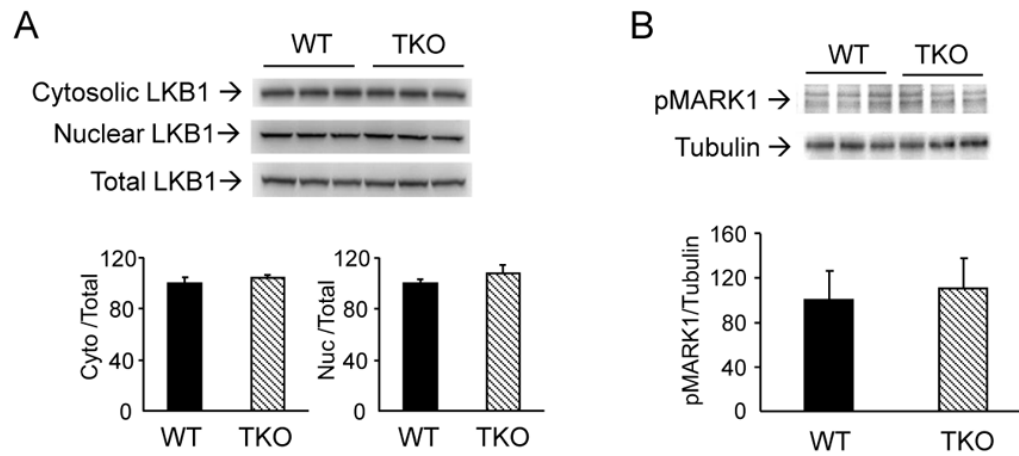 A
WT TKO
Cytosolic LKB1 →
Nuclear LKB1 →
Total LKB1 →
Cyto /Total
120
80
40
0
WT TKO
Nuc /Total
120
80
40
0
WT TKO
B
WT TKO
pMARK1 →
Tubulin →
pMARK1/Tubulin
160
120
80
40
0
WT TKO